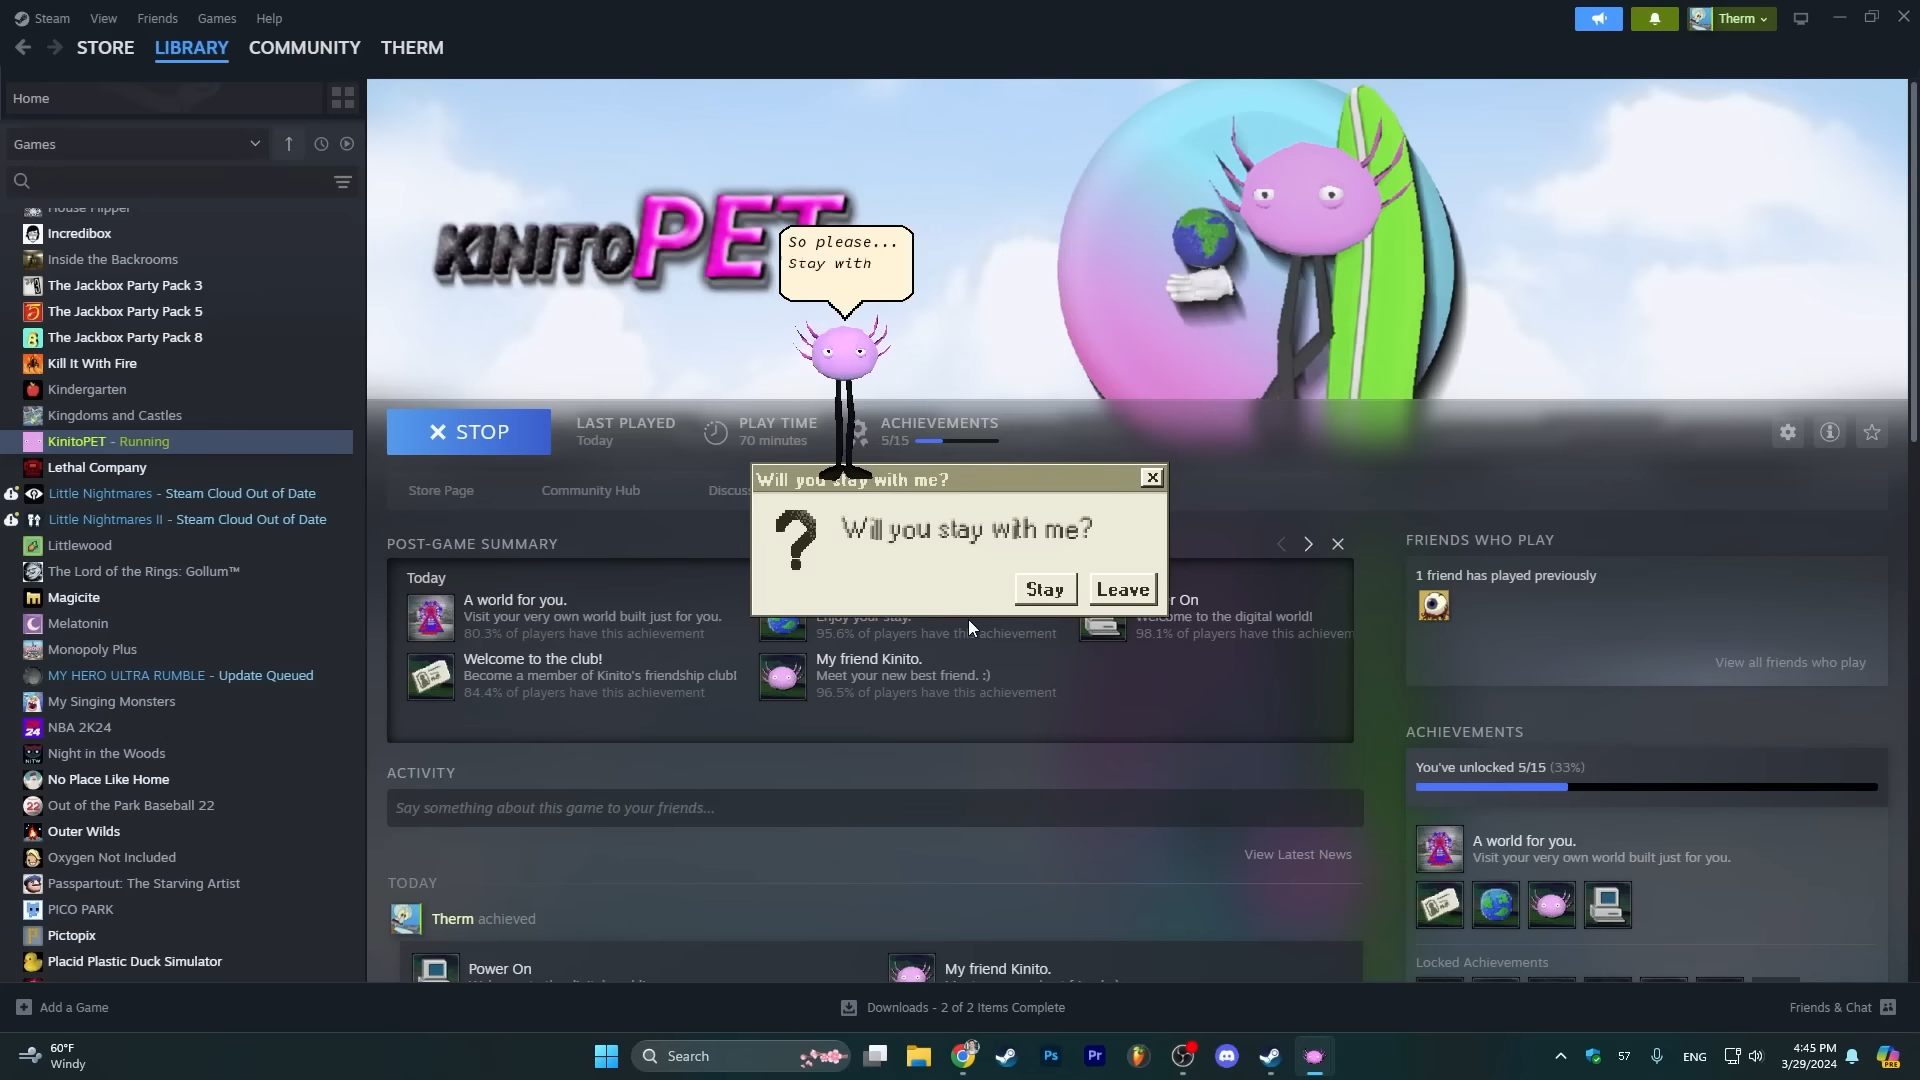 Steam
View
Friends
Games
Help
Therm
STORE
LIBRARY
COMMUNITY
THERM
Home
Games
House Flipper
Incredibox
Inside the Backrooms
The Jackbox Party Pack 3
The Jackbox Party Pack 5
The Jackbox Party Pack 8
Kill It With Fire
Kindergarten
Kingdoms and Castles
KinitoPET - Running
Lethal Company
Little Nightmares - Steam Cloud Out of Date
Little Nightmares II - Steam Cloud Out of Date
Littlewood
The Lord of the Rings: Gollum™
Magicite
Melatonin
Monopoly Plus
MY HERO ULTRA RUMBLE - Update Queued
My Singing Monsters
NBA 2K24
Night in the Woods
No Place Like Home
Out of the Park Baseball 22
Outer Wilds
Oxygen Not Included
Passpartout: The Starving Artist
PICO PARK
Pictopix
Placid Plastic Duck Simulator
KINITOPET
So please...
Stay with
STOP
LAST PLAYED
Today
PLAY TIME
70 minutes
ACHIEVEMENTS
5/15
Store Page
Community Hub
Will you stay with me?
Will you stay with me?
Stay
Leave
POST-GAME SUMMARY
Today
A world for you.
Visit your very own world built just for you.
80.3% of players have this achievement
Enjoy your stay.
95.6% of players have this achievement
On
Welcome to the digital world!
98.1% of players have this achievem
Welcome to the club!
Become a member of Kinito's friendship club!
84.4% of players have this achievement
My friend Kinito.
Meet your new best friend. :)
96.5% of players have this achievement
FRIENDS WHO PLAY
1 friend has played previously
View all friends who play
ACTIVITY
Say something about this game to your friends...
View Latest News
TODAY
Therm achieved
Power On
My friend Kinito.
ACHIEVEMENTS
You've unlocked 5/15 (33%)
A world for you.
Visit your very own world built just for you.
Locked Achievements
Add a Game
Downloads - 2 of 2 Items Complete
Friends & Chat
60°F
Windy
Search
Ps
Pr
57
ENG
4:45 PM
3/29/2024
PRE